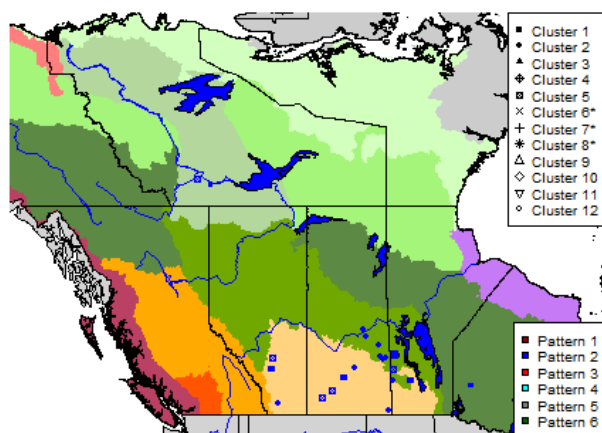 Cluster 1
Cluster 2
Cluster 3
Cluster 4
Cluster 5
Cluster 6*
Cluster 7*
Cluster 8*
Cluster 9
Cluster 10
Cluster 11
Cluster 12
Pattern 1
Pattern 2
Pattern 3
Pattern 4
Pattern 5
Pattern 6